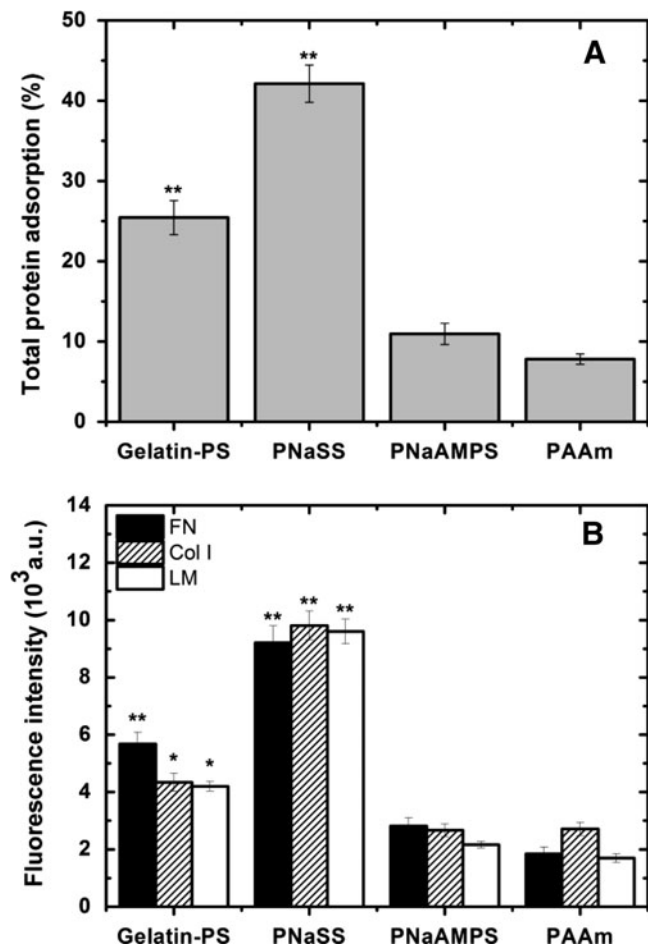 A
Total protein adsorption (%)
50
40
30
20
10
0
**
**
Gelatin-PS PNaSS PNaAMPS PAAm
B
Fluorescence intensity (10³ a.u.)
14
12
10
8
6
4
2
0
FN
Col I
LM
** * * ** ** **
Gelatin-PS PNaSS PNaAMPS PAAm